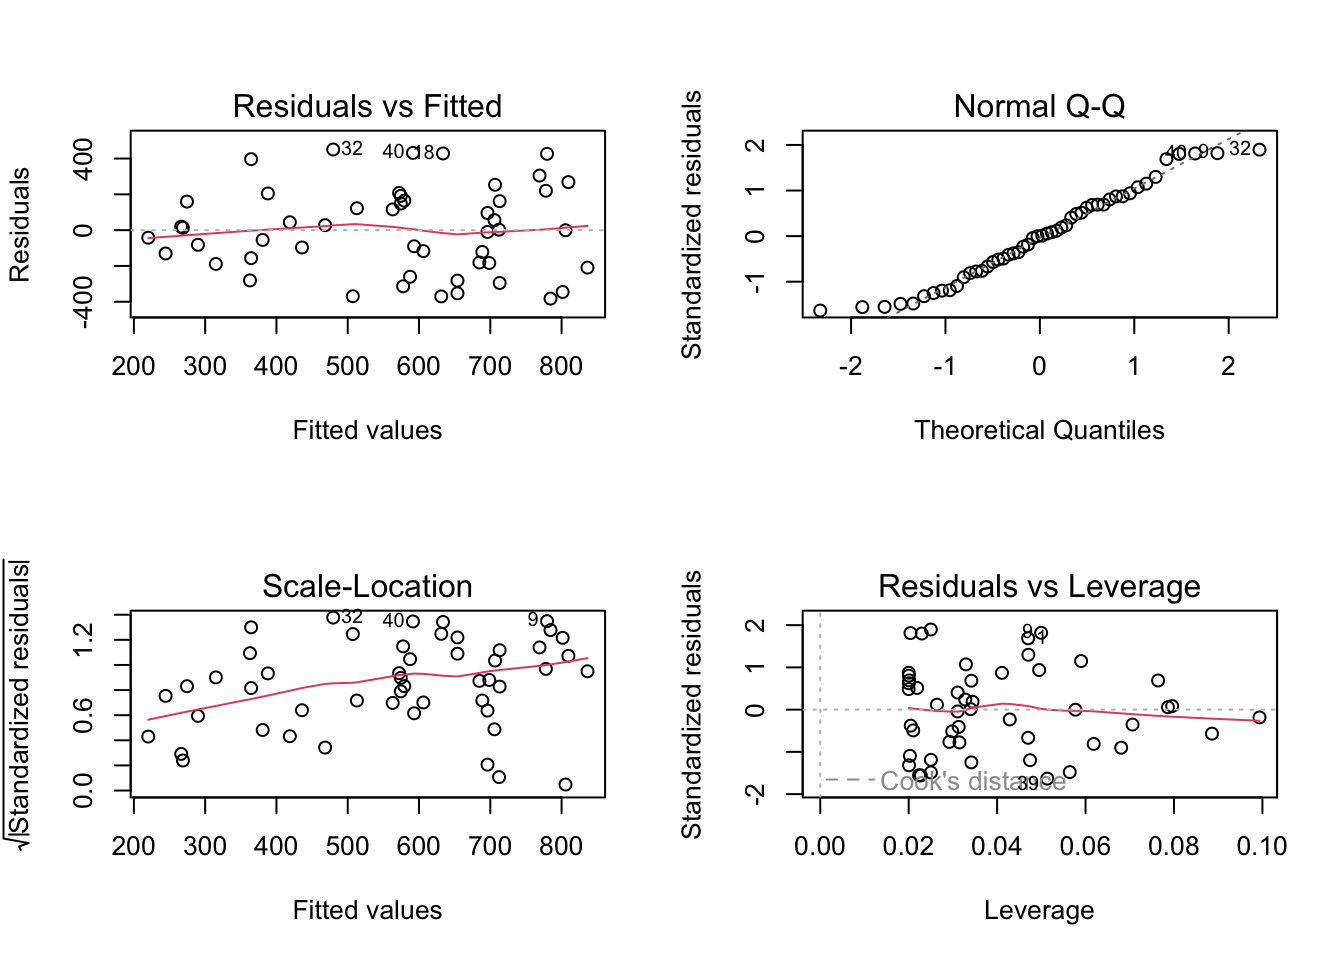 Residuals vs Fitted
Residuals
400
0
-400
32
40
18
200 300 400 500 600 700 800
Fitted values
Normal Q-Q
Standardized residuals
2
1
0
-1
40
9
32
-2 -1 0 1 2
Theoretical Quantiles
Scale-Location
√|Standardized residuals|
1.2
0.6
0.0
32
40
9
200 300 400 500 600 700 800
Fitted values
Residuals vs Leverage
Standardized residuals
2
1
0
-2
9
1
Cook's distance
39
0.00 0.02 0.04 0.06 0.08 0.10
Leverage